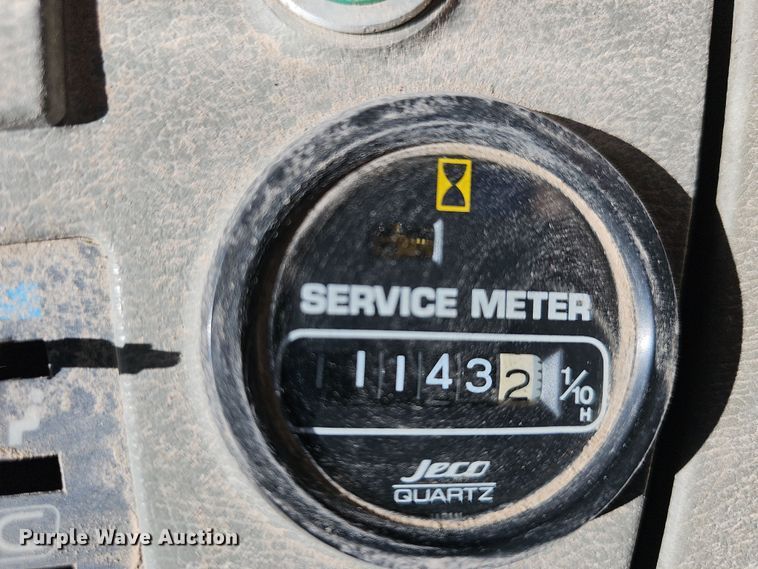 SERVICE METER
11432 1/10 H
Jeco
QUARTZ
Purple Wave Auction